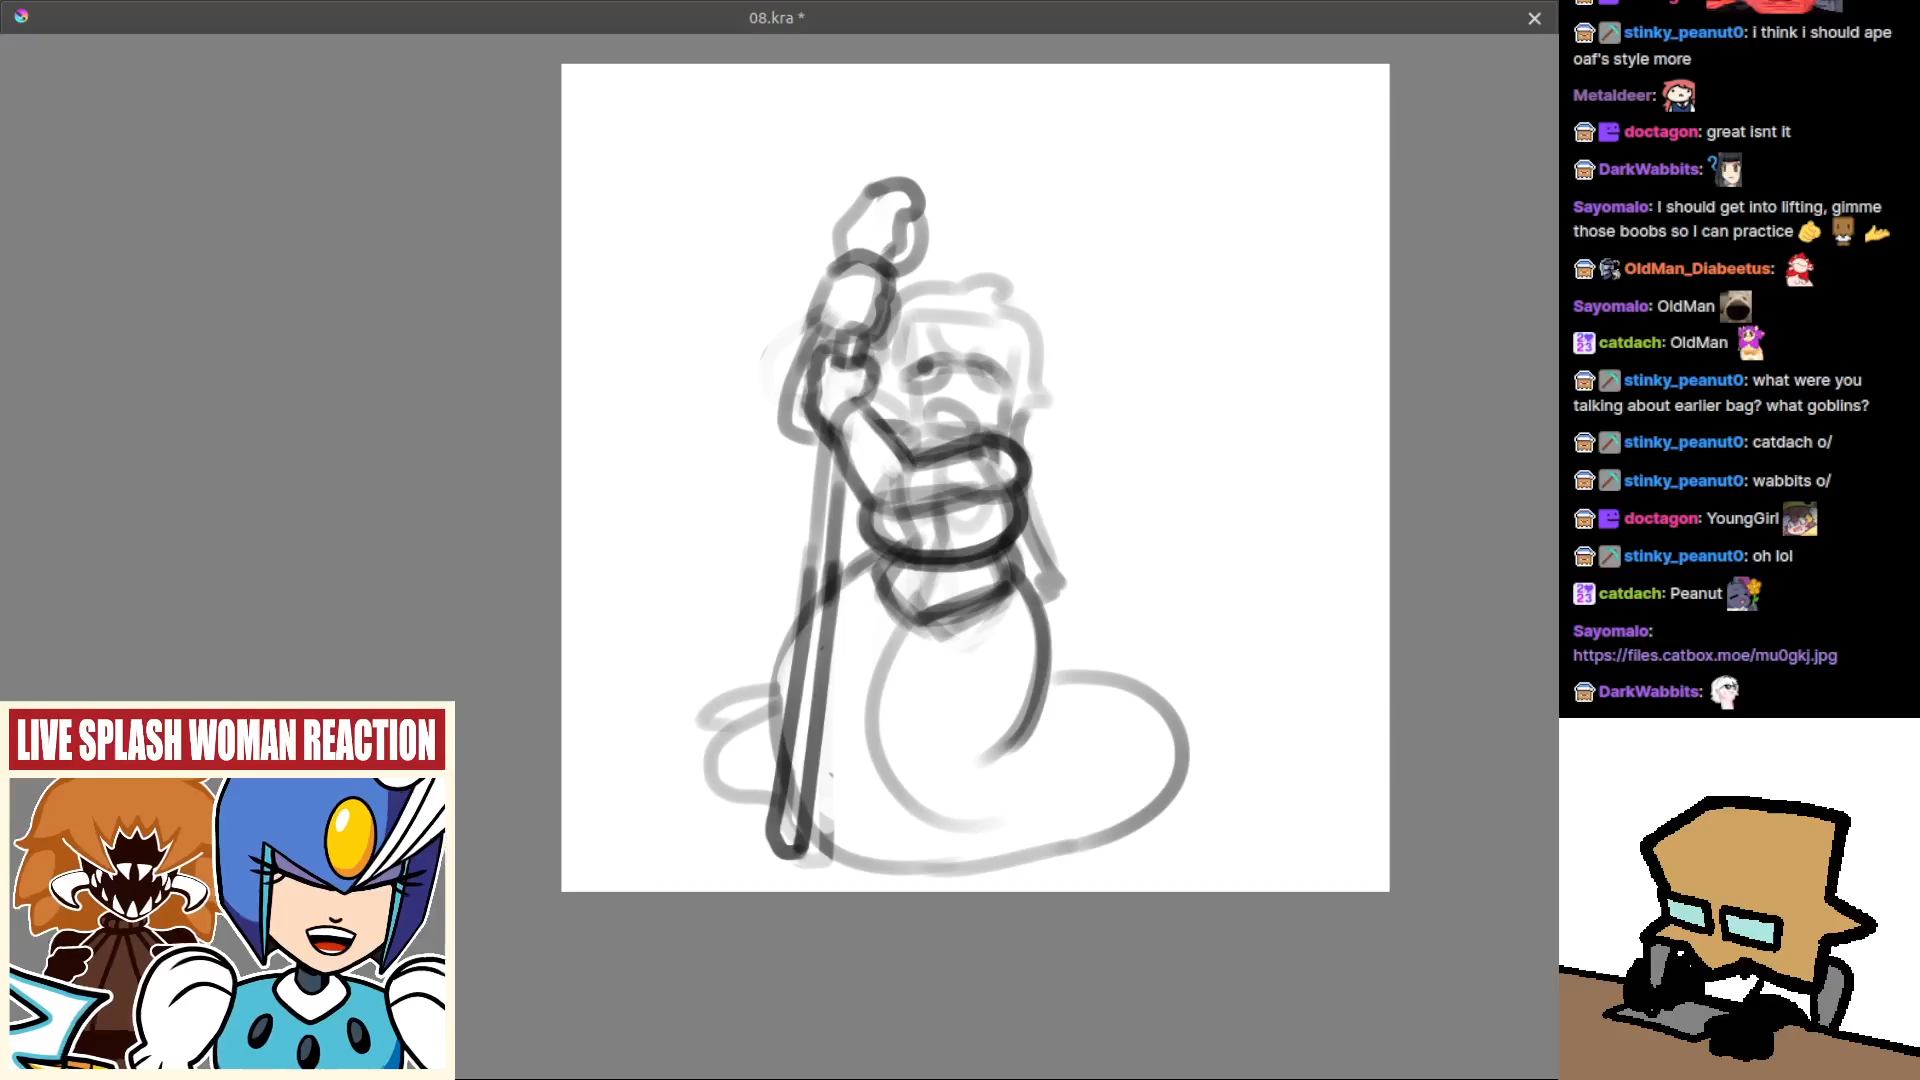 08.kra *
stinky_peanut0: i think i should ape
oaf's style more
Metaldeer:
doctagon: great isnt it
DarkWabbits:
Sayomalo: I should get into lifting, gimme
those boobs so I can practice
OldMan_Diabeetus:
Sayomalo: OldMan
catdach: OldMan
stinky_peanut0: what were you
talking about earlier bag? what goblins?
stinky_peanut0: catdach o/
stinky_peanut0: wabbits o/
doctagon: YoungGirl
stinky_peanut0: oh lol
catdach: Peanut
Sayomalo:
https://files.catbox.moe/mu0gkj.jpg
DarkWabbits:
LIVE SPLASH WOMAN REACTION